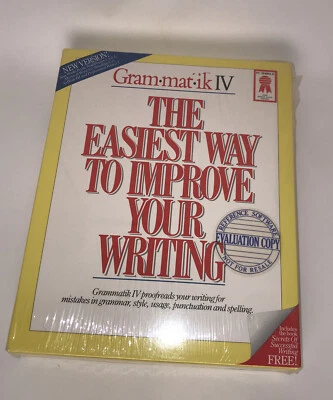 NEW VERSION!
Gram·mat·ik IV
THE
EASIEST WAY
TO IMPROVE
YOUR
WRITING
REFERENCE SOFTWARE
EVALUATION COPY
NOT FOR RESALE
Grammatik IV proofreads your writing for
mistakes in grammar, style, usage, punctuation and spelling.
Includes
the book
Secrets Of
Successful
Writing
FREE!